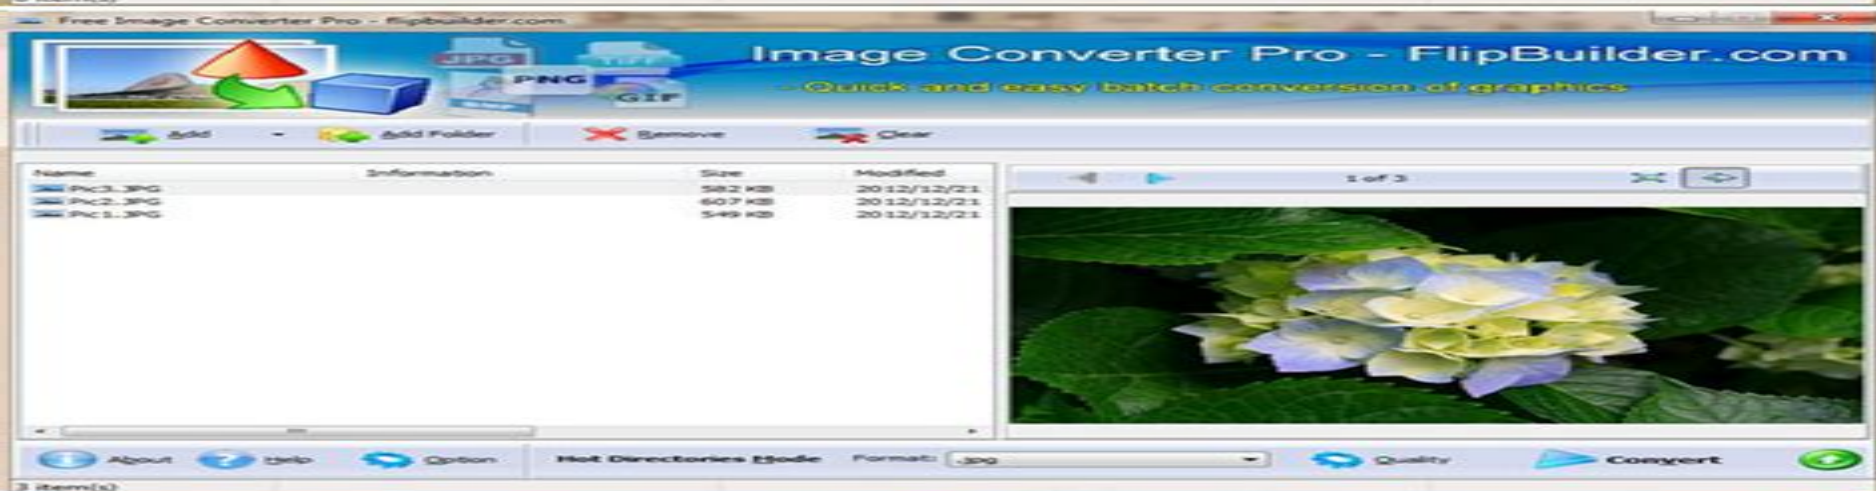 Free Image Converter Pro - flipbuilder.com
JPG
TIFF
PNG
BMP
GIF
Image Converter Pro - FlipBuilder.com
- Quick and easy batch conversion of graphics
Add
Add Folder
Remove
Clear
Name Information Size Modified
Pic3.JPG 582 KB 2012/12/21
Pic2.JPG 607 KB 2012/12/21
Pic1.JPG 549 KB 2012/12/21
1 of 3
About
Help
Option
Hot Directories Mode
Format: .jpg
Quality
Convert
3 item(s)